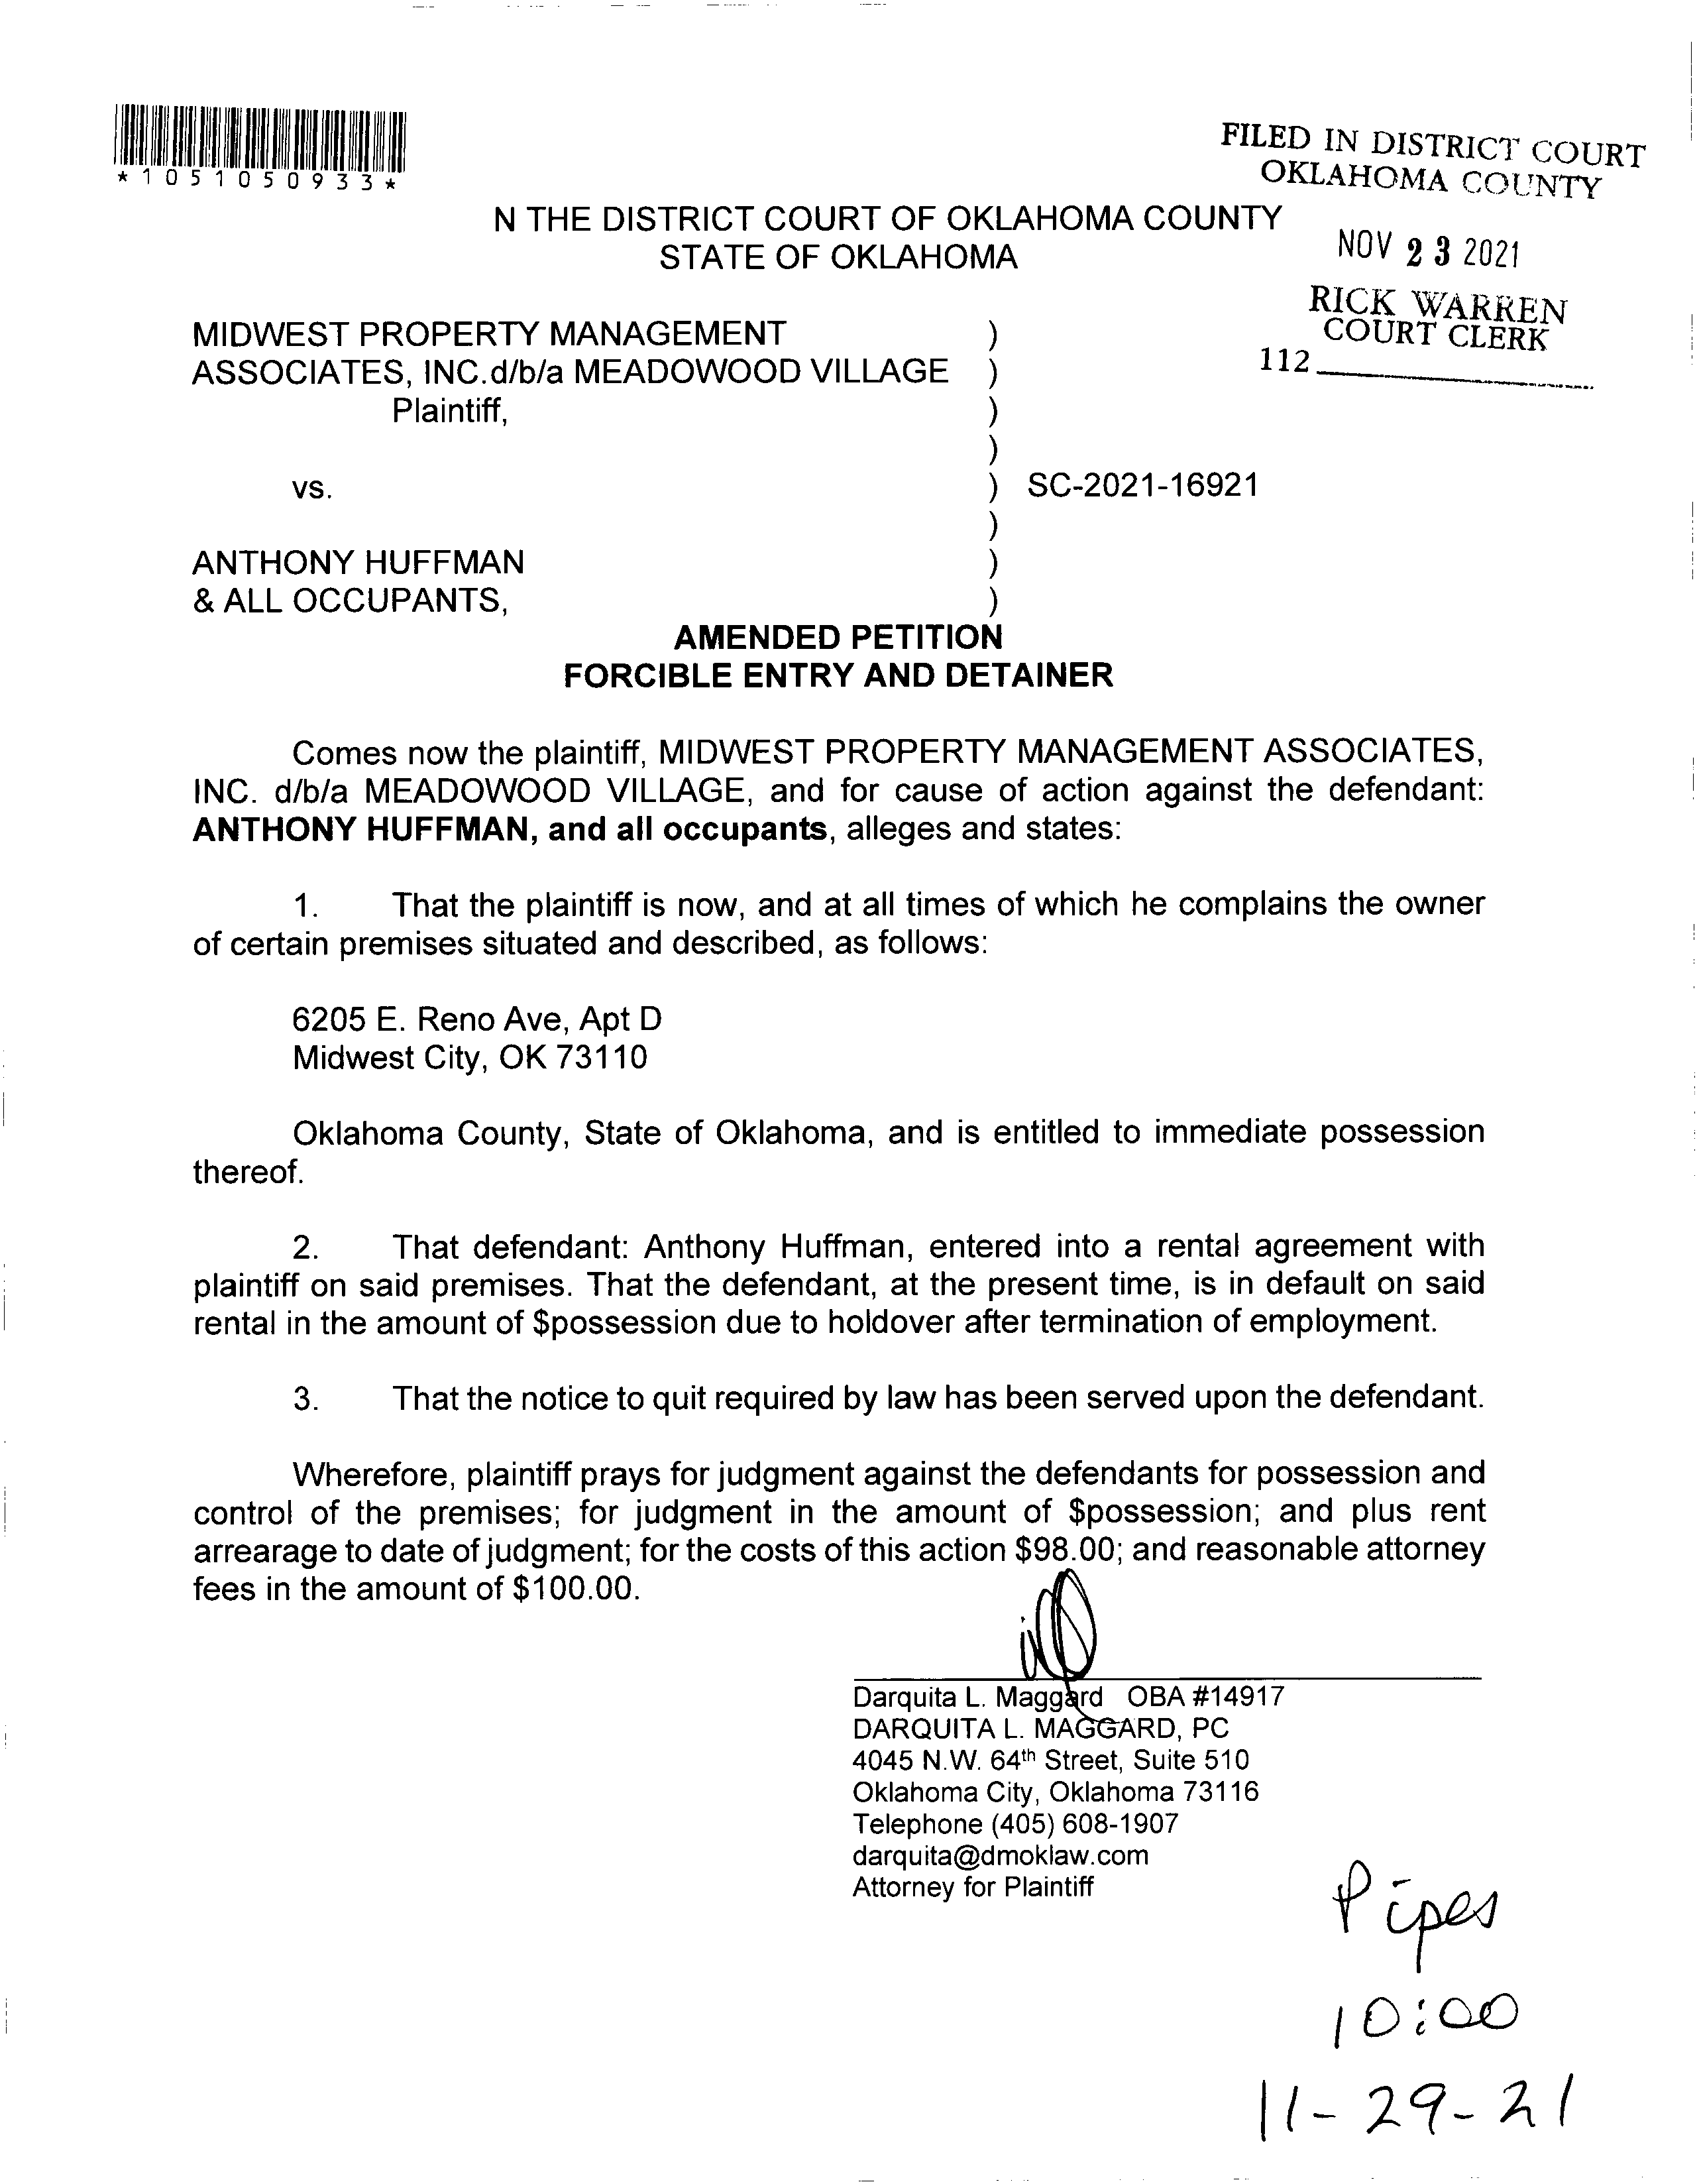 *1051050933*
FILED IN DISTRICT COURT
OKLAHOMA COUNTY
NOV 23 2021
RICK WARREN
COURT CLERK
112
N THE DISTRICT COURT OF OKLAHOMA COUNTY
STATE OF OKLAHOMA
MIDWEST PROPERTY MANAGEMENT )
ASSOCIATES, INC.d/b/a MEADOWOOD VILLAGE )
Plaintiff, )
)
vs. ) SC-2021-16921
)
ANTHONY HUFFMAN )
& ALL OCCUPANTS, )
AMENDED PETITION
FORCIBLE ENTRY AND DETAINER
Comes now the plaintiff, MIDWEST PROPERTY MANAGEMENT ASSOCIATES,
INC. d/b/a MEADOWOOD VILLAGE, and for cause of action against the defendant:
ANTHONY HUFFMAN, and all occupants, alleges and states:
1. That the plaintiff is now, and at all times of which he complains the owner
of certain premises situated and described, as follows:
6205 E. Reno Ave, Apt D
Midwest City, OK 73110
Oklahoma County, State of Oklahoma, and is entitled to immediate possession
thereof.
2. That defendant: Anthony Huffman, entered into a rental agreement with
plaintiff on said premises. That the defendant, at the present time, is in default on said
rental in the amount of $possession due to holdover after termination of employment.
3. That the notice to quit required by law has been served upon the defendant.
Wherefore, plaintiff prays for judgment against the defendants for possession and
control of the premises; for judgment in the amount of $possession; and plus rent
arrearage to date of judgment; for the costs of this action $98.00; and reasonable attorney
fees in the amount of $100.00.
Darquita L. Maggard OBA #14917
DARQUITA L. MAGGARD, PC
4045 N.W. 64th Street, Suite 510
Oklahoma City, Oklahoma 73116
Telephone (405) 608-1907
darquita@dmoklaw.com
Attorney for Plaintiff
Pipes
10:00
11-29-21